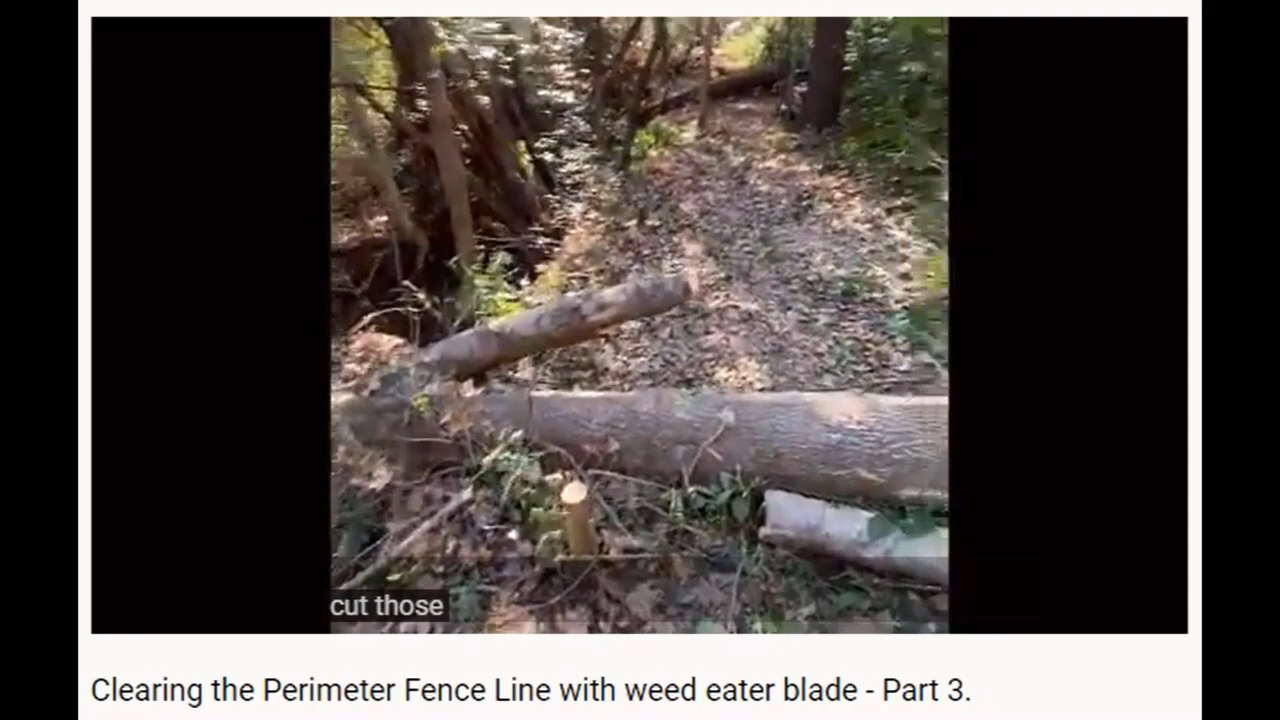 cut those
Clearing the Perimeter Fence Line with weed eater blade - Part 3.